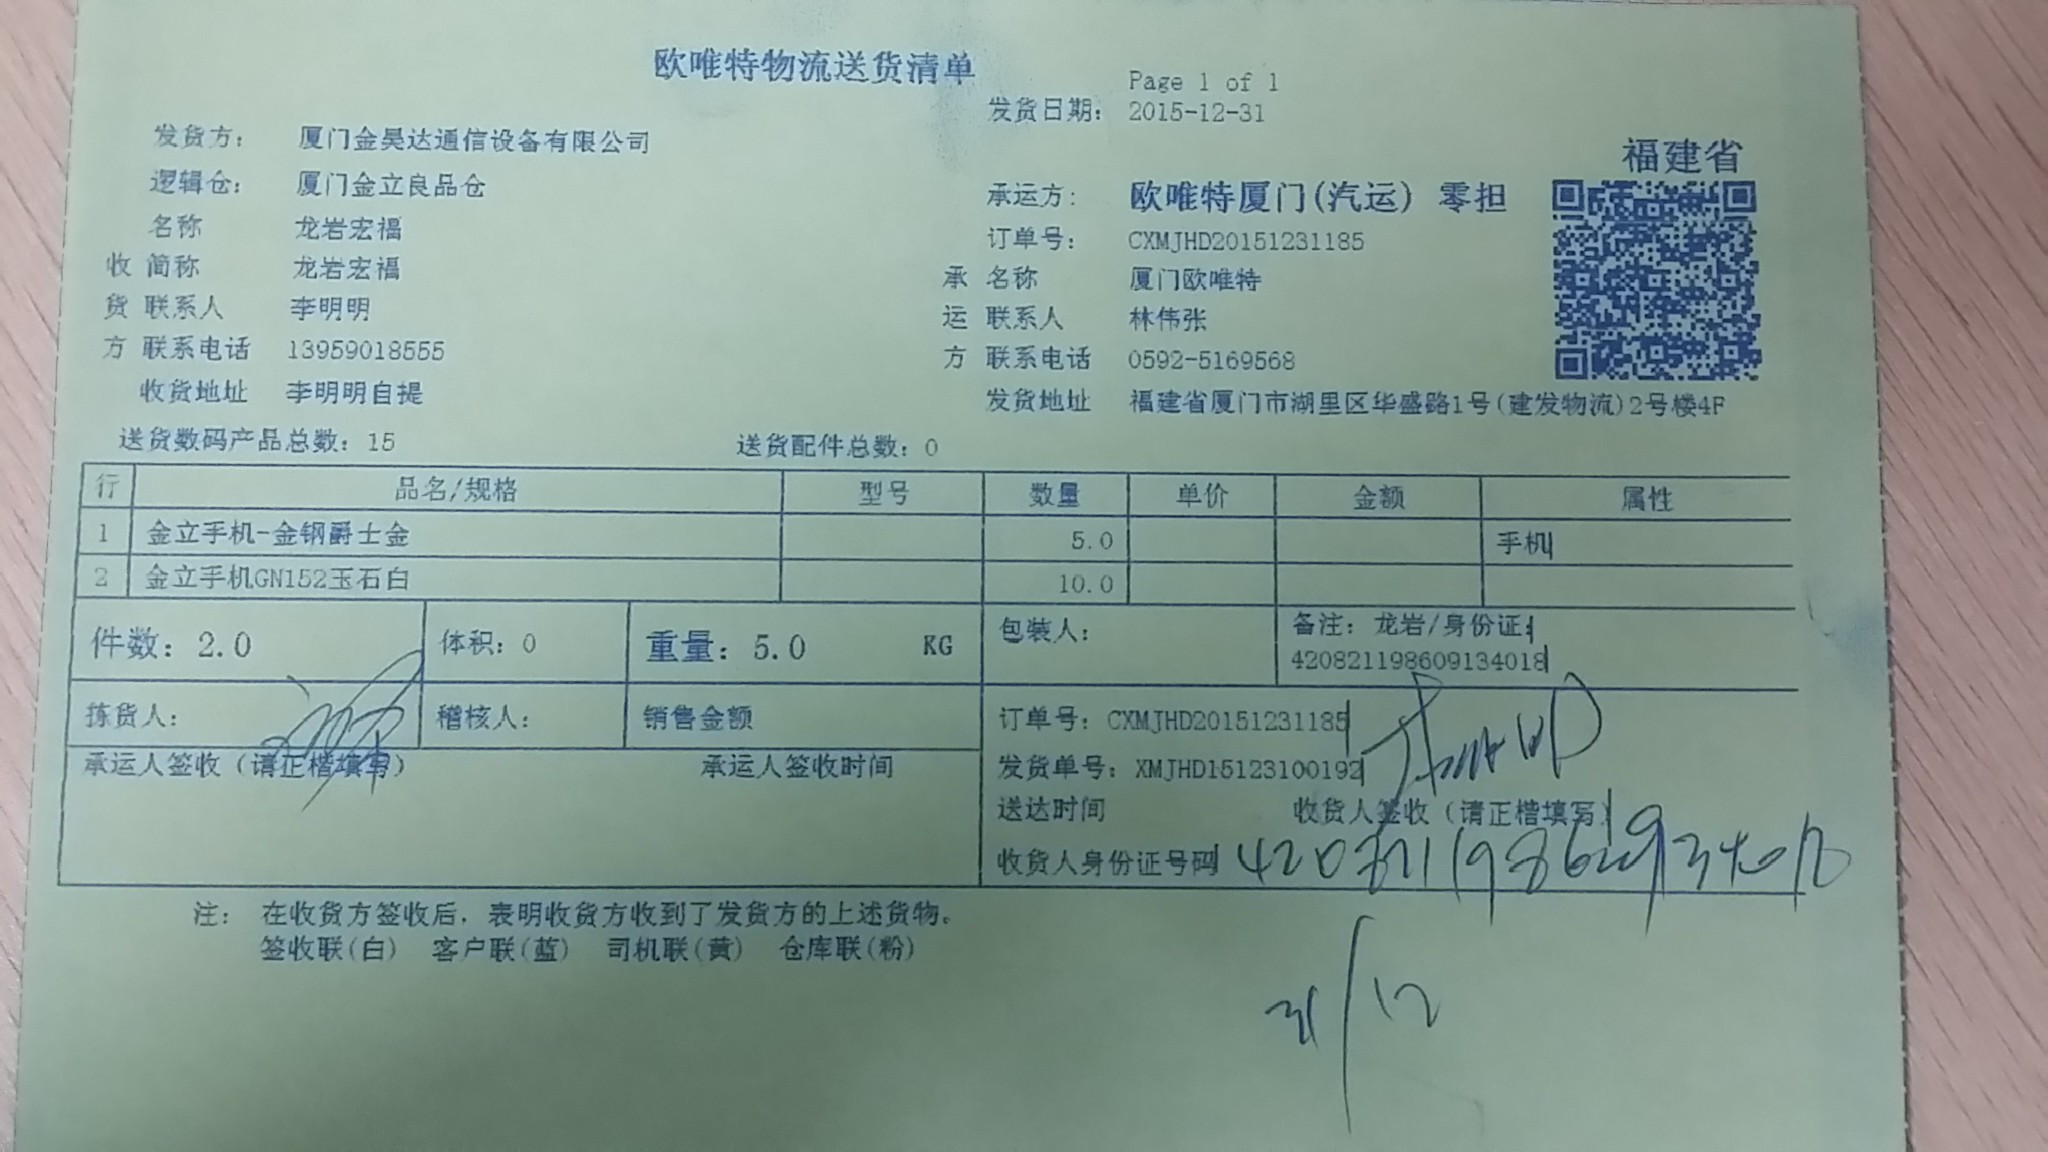 欧唯特物流送货清单
Page 1 of 1
发货日期: 2015-12-31
发货方: 厦门金昊达通信设备有限公司
福建省
逻辑仓: 厦门金立良品仓
承运方: 欧唯特厦门(汽运) 零担
名称 龙岩宏福
订单号: CXMJHD20151231185
收 简称 龙岩宏福
承 名称 厦门欧唯特
货 联系人 李明明
运 联系人 林伟张
方 联系电话 13959018555
方 联系电话 0592-5169568
收货地址 李明明自提
发货地址 福建省厦门市湖里区华盛路1号(建发物流)2号楼4F
送货数码产品总数: 15 送货配件总数: 0
行 品名/规格 型号 数量 单价 金额 属性
1 金立手机-金钢爵士金 5.0 手机
2 金立手机GN152玉石白 10.0
件数: 2.0 体积: 0 重量: 5.0 KG 包装人: 备注: 龙岩/身份证:
420821198609134018
拣货人: 稽核人: 销售金额 订单号: CXMJHD20151231185
承运人签收(请正楷填写) 承运人签收时间 发货单号: XMJHD15123100192
送达时间 收货人签收(请正楷填写)
收货人身份证号码
注: 在收货方签收后, 表明收货方收到了发货方的上述货物。
签收联(白) 客户联(蓝) 司机联(黄) 仓库联(粉)
31/12